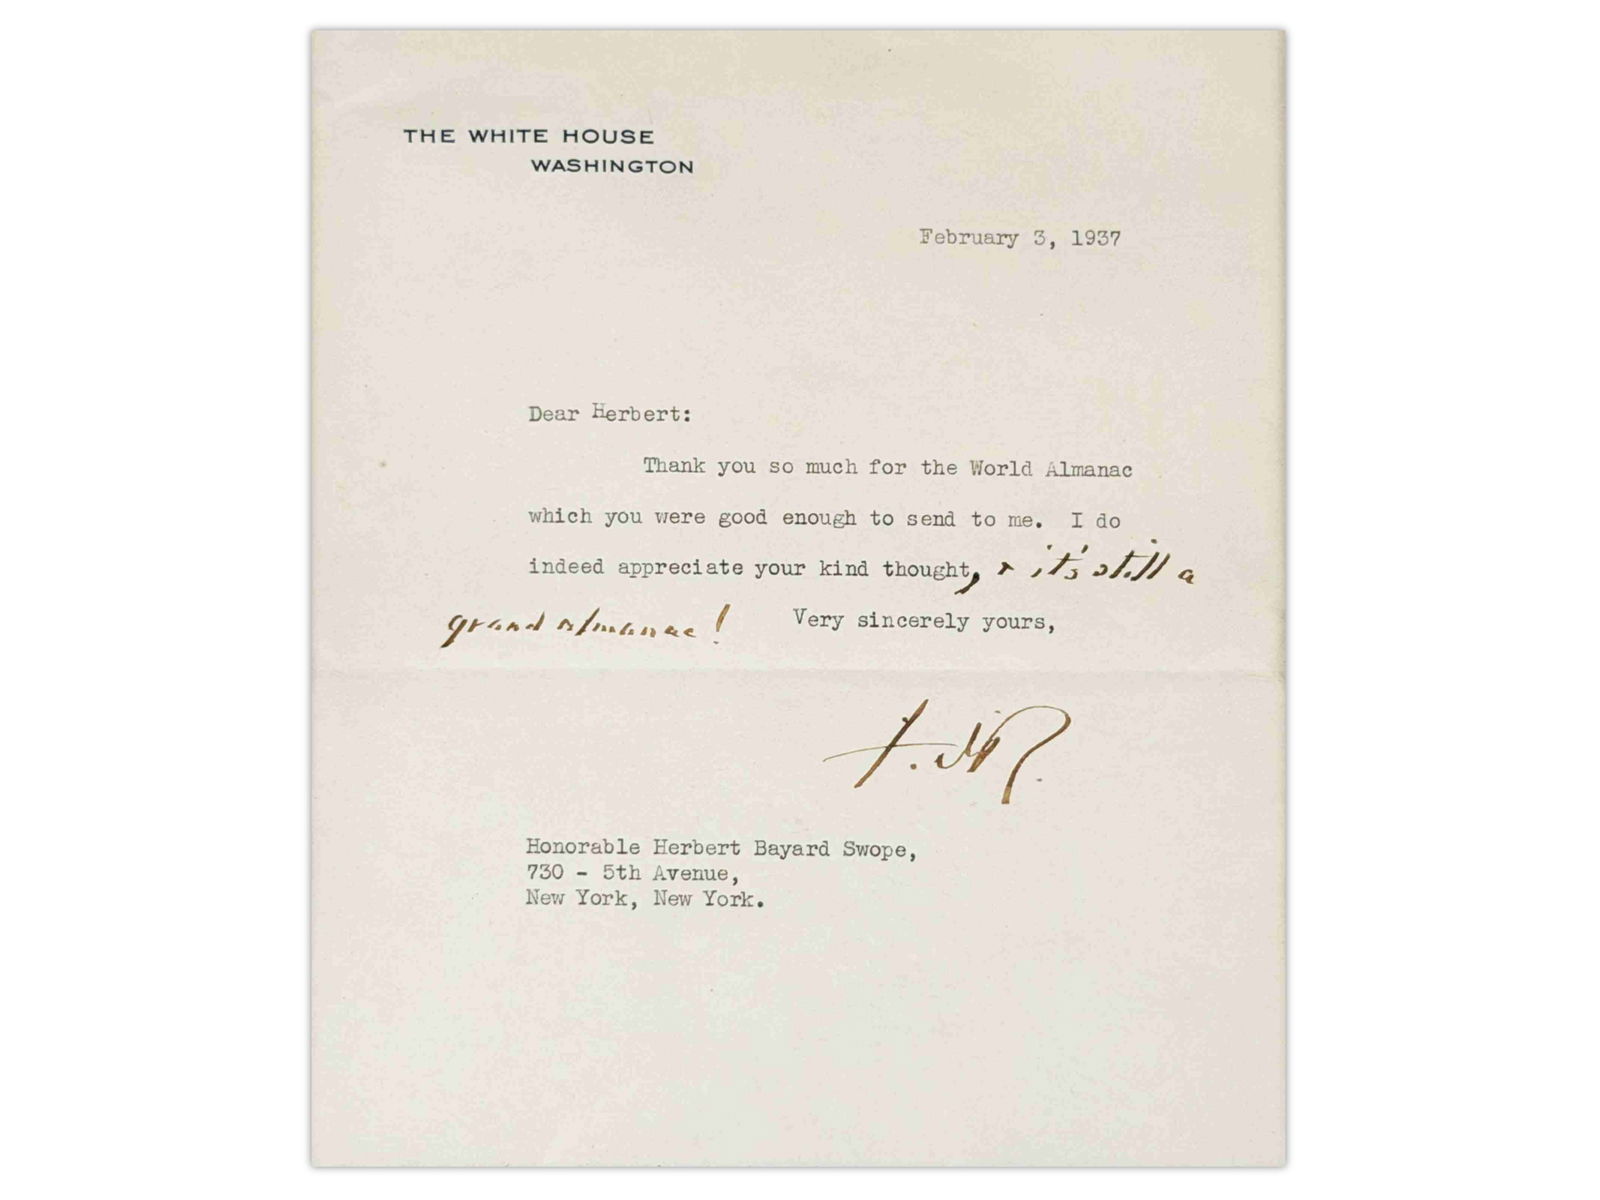 THE WHITE HOUSE
WASHINGTON
February 3, 1937
Dear Herbert:
Thank you so much for the World Almanac
which you were good enough to send to me. I do
indeed appreciate your kind thought, & it's still a
grand almanac! Very sincerely yours,
F.D.R.
Honorable Herbert Bayard Swope,
730 - 5th Avenue,
New York, New York.